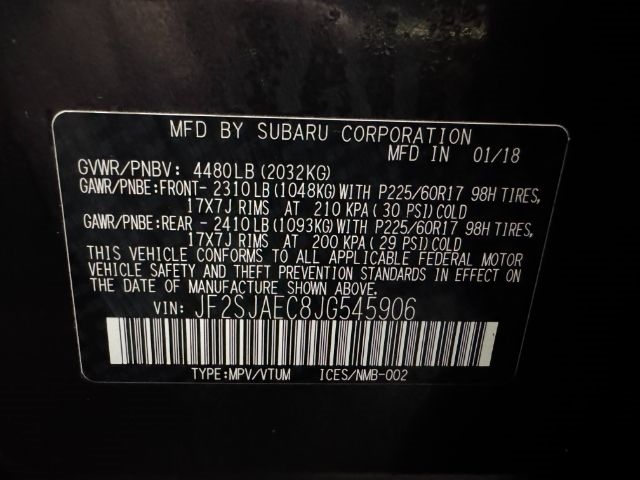 MFD BY SUBARU CORPORATION
MFD IN 01/18
GVWR/PNBV: 4480LB(2032KG)
GAWR/PNBE:FRONT- 2310LB(1048KG)WITH P225/60R17 98H TIRES,
17X7J RIMS AT 210 KPA( 30 PSI)COLD
GAWR/PNBE:REAR - 2410LB(1093KG)WITH P225/60R17 98H TIRES,
17X7J RIMS AT 200 KPA( 29 PSI)COLD
THIS VEHICLE CONFORMS TO ALL APPLICABLE FEDERAL MOTOR
VEHICLE SAFETY AND THEFT PREVENTION STANDARDS IN EFFECT ON
THE DATE OF MANUFACTURE SHOWN ABOVE.
VIN: JF2SJAEC8JG545906
TYPE:MPV/VTUM ICES/NMB-002